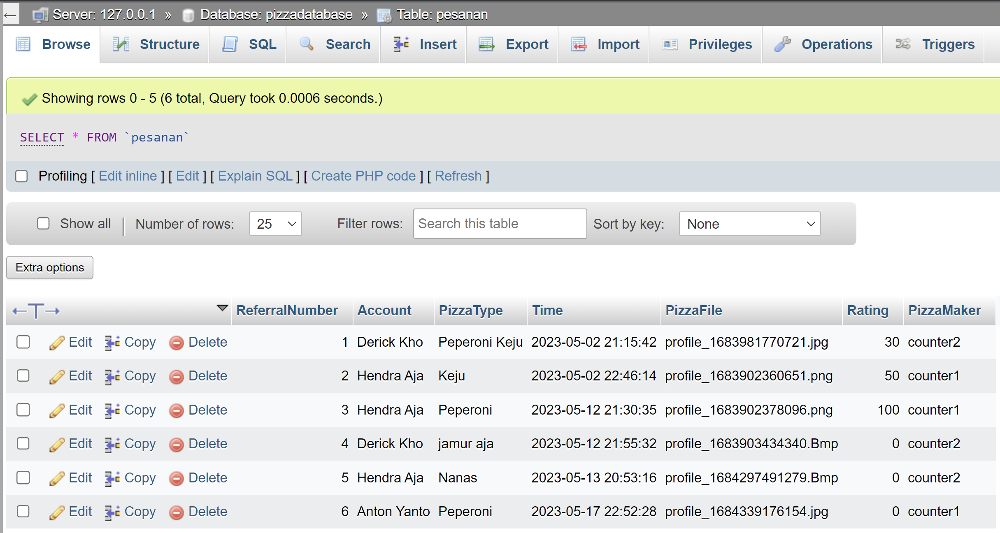 Server: 127.0.0.1 » Database: pizzadatabase » Table: pesanan
Browse Structure SQL Search Insert Export Import Privileges Operations Triggers
Showing rows 0 - 5 (6 total, Query took 0.0006 seconds.)
SELECT * FROM `pesanan`
Profiling [ Edit inline ] [ Edit ] [ Explain SQL ] [ Create PHP code ] [ Refresh ]
Show all | Number of rows: 25 Filter rows: Search this table Sort by key: None
Extra options
←T→ ReferralNumber Account PizzaType Time PizzaFile Rating PizzaMaker
Edit Copy Delete 1 Derick Kho Peperoni Keju 2023-05-02 21:15:42 profile_1683981770721.jpg 30 counter2
Edit Copy Delete 2 Hendra Aja Keju 2023-05-02 22:46:14 profile_1683902360651.png 50 counter1
Edit Copy Delete 3 Hendra Aja Peperoni 2023-05-12 21:30:35 profile_1683902378096.png 100 counter1
Edit Copy Delete 4 Derick Kho jamur aja 2023-05-12 21:55:32 profile_1683903434340.Bmp 0 counter2
Edit Copy Delete 5 Hendra Aja Nanas 2023-05-13 20:53:16 profile_1684297491279.Bmp 0 counter2
Edit Copy Delete 6 Anton Yanto Peperoni 2023-05-17 22:52:28 profile_1684339176154.jpg 0 counter1